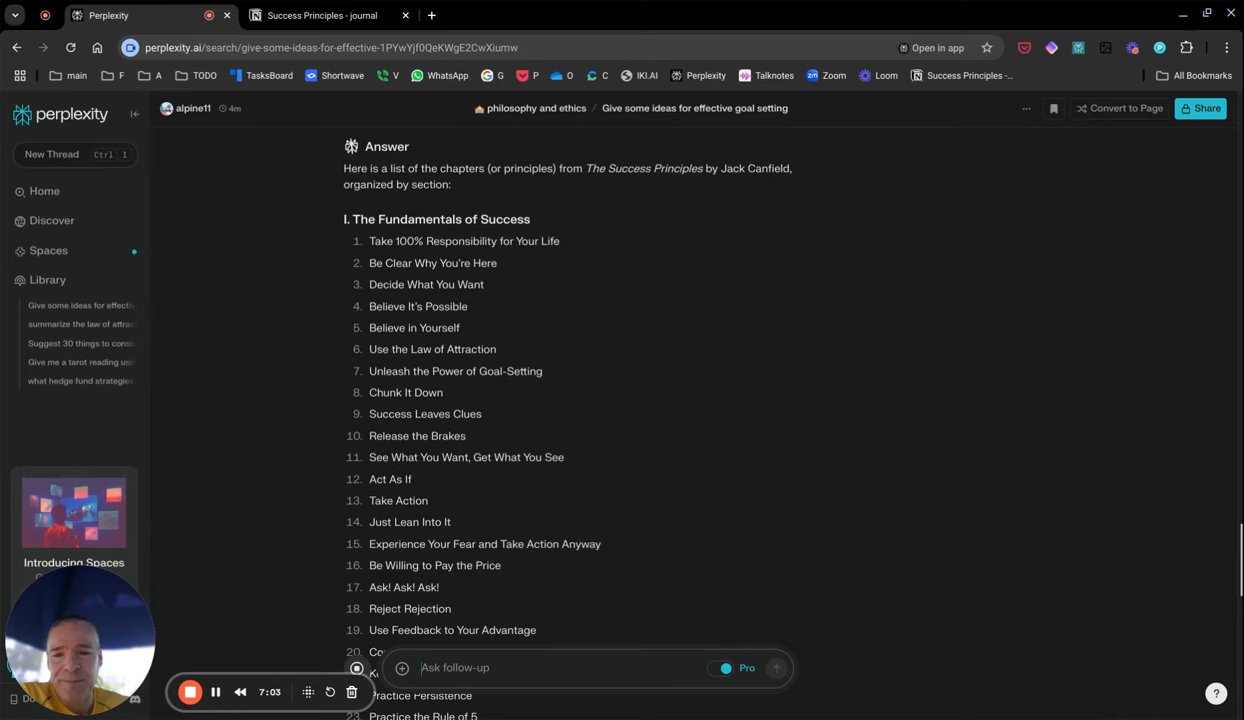 Perplexity
Success Principles - journal
perplexity.ai/search/give-some-ideas-for-effective-1PYwYjf0QeKWgE2CwXiumw
Open in app
main
F
A
TODO
TasksBoard
Shortwave
V
WhatsApp
G
P
O
C
IKI.AI
Perplexity
Talknotes
Zoom
Loom
Success Principles -...
All Bookmarks
perplexity
alpine11
4m
philosophy and ethics / Give some ideas for effective goal setting
Convert to Page
Share
New Thread
Ctrl I
Home
Discover
Spaces
Library
Give some ideas for effectiv
summarize the law of attrac
Suggest 30 things to consi
Give me a tarot reading usi
what hedge fund strategies
Introducing Spaces
Answer
Here is a list of the chapters (or principles) from The Success Principles by Jack Canfield,
organized by section:
I. The Fundamentals of Success
1. Take 100% Responsibility for Your Life
2. Be Clear Why You're Here
3. Decide What You Want
4. Believe It's Possible
5. Believe in Yourself
6. Use the Law of Attraction
7. Unleash the Power of Goal-Setting
8. Chunk It Down
9. Success Leaves Clues
10. Release the Brakes
11. See What You Want, Get What You See
12. Act As If
13. Take Action
14. Just Lean Into It
15. Experience Your Fear and Take Action Anyway
16. Be Willing to Pay the Price
17. Ask! Ask! Ask!
18. Reject Rejection
19. Use Feedback to Your Advantage
20. Co
Practice Persistence
23. Practice the Rule of 5
Ask follow-up
Pro
7:03
?